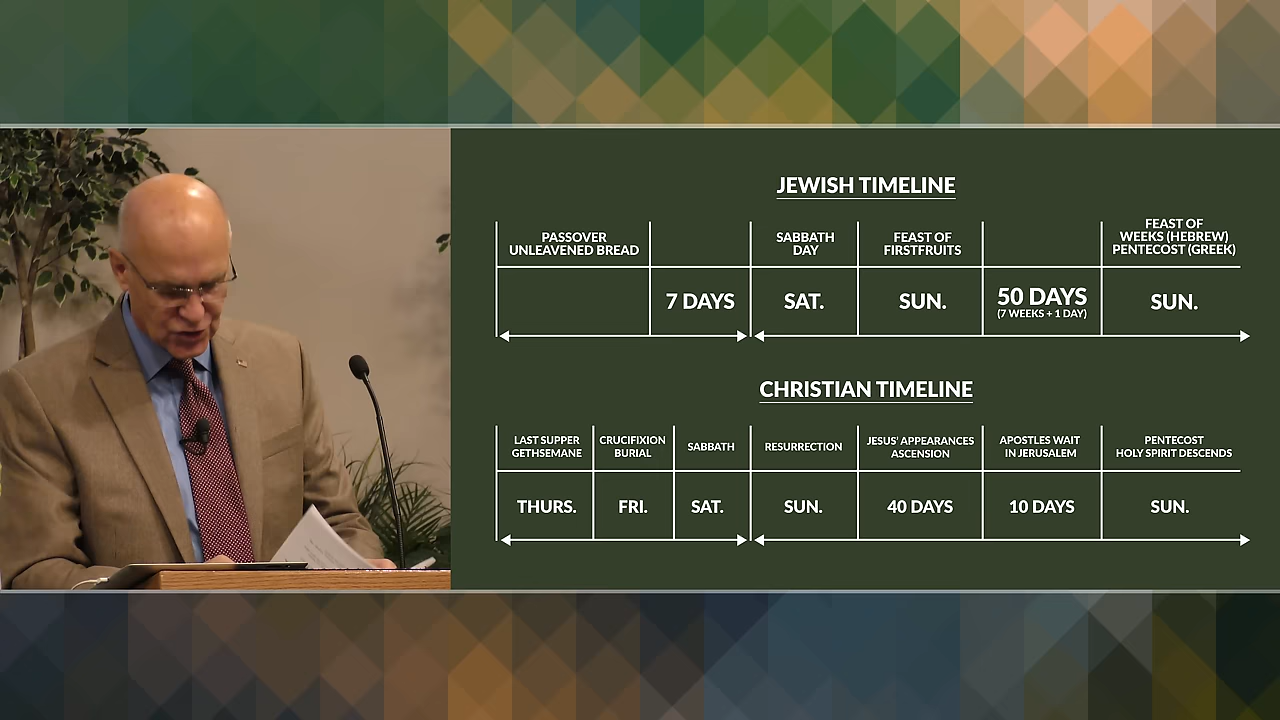 JEWISH TIMELINE
PASSOVER
UNLEAVENED BREAD
SABBATH
DAY
FEAST OF
FIRSTFRUITS
FEAST OF
WEEKS (HEBREW)
PENTECOST (GREEK)
7 DAYS
SAT.
SUN.
50 DAYS
(7 WEEKS + 1 DAY)
SUN.
CHRISTIAN TIMELINE
LAST SUPPER
GETHSEMANE
CRUCIFIXION
BURIAL
SABBATH
RESURRECTION
JESUS' APPEARANCES
ASCENSION
APOSTLES WAIT
IN JERUSALEM
PENTECOST
HOLY SPIRIT DESCENDS
THURS.
FRI.
SAT.
SUN.
40 DAYS
10 DAYS
SUN.